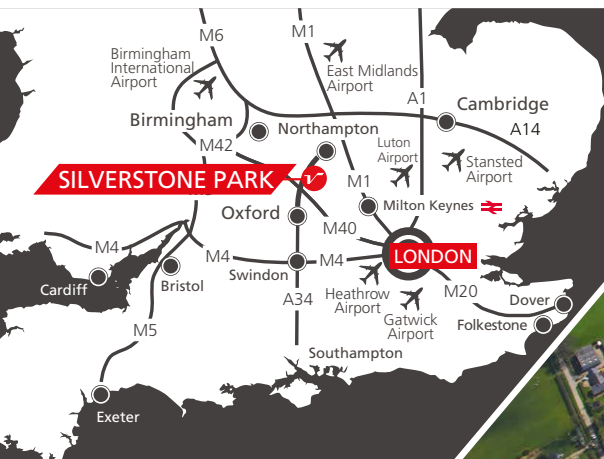 M6
M1
Birmingham
International
Airport
East Midlands
Airport
A1
Cambridge
A14
Birmingham
Northampton
M42
Luton
Airport
Stansted
Airport
SILVERSTONE PARK
M1
Milton Keynes
Oxford
M40
M4
M4
Swindon
M4
LONDON
Cardiff
Bristol
A34
Heathrow
Airport
M20
Gatwick
Airport
Dover
Folkestone
M5
Southampton
Exeter